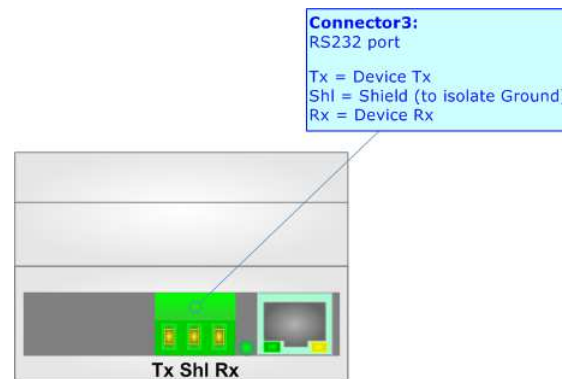 Connector3:
RS232 port
Tx = Device Tx
Shl = Shield (to isolate Ground)
Rx = Device Rx
Tx Shl Rx